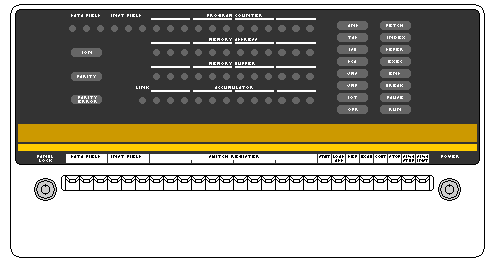 DATA FIELD INST FIELD PROGRAM COUNTER
AND FETCH
TAD INDEX
MEMORY ADDRESS
ION ISZ DEFER
DCA EXEC
MEMORY BUFFER
PARITY JMS END
LINK ACCUMULATOR
JMP BREAK
PARITY
ERROR
IOT PAUSE
OPR RUN
PANEL
LOCK
DATA FIELD INST FIELD SWITCH REGISTER START LOAD
ADD DEP EXAM CONT STOP SING
STEP SING
INST POWER